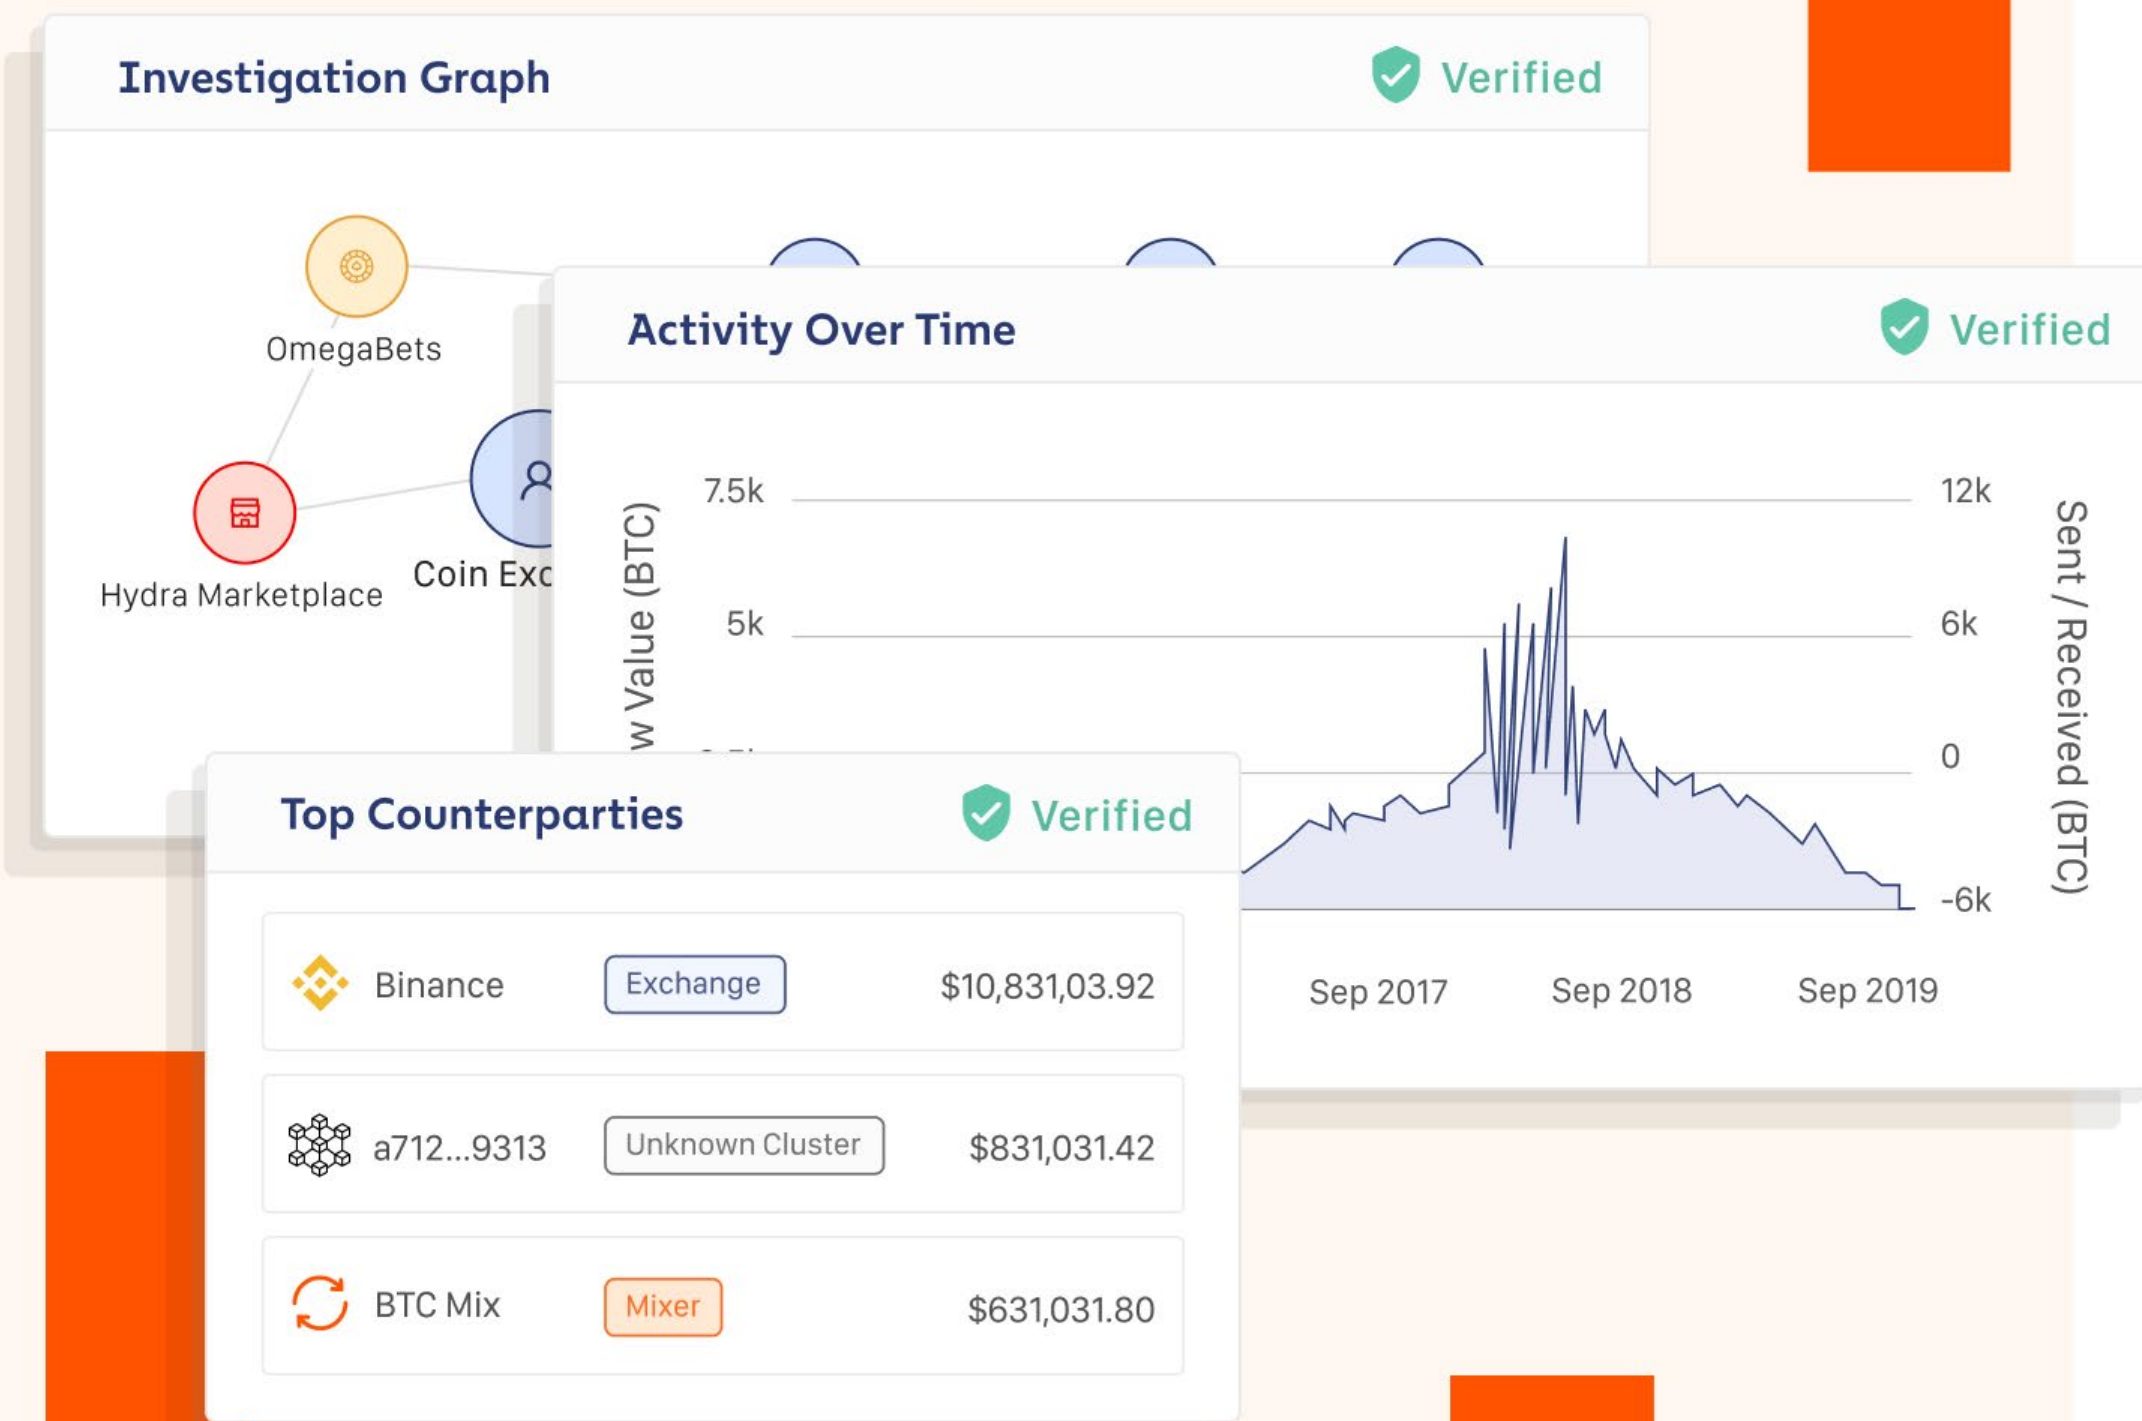 Investigation Graph
Verified
OmegaBets
Hydra Marketplace
Coin Exc
Activity Over Time
Verified
w Value (BTC)
7.5k
5k
12k
6k
0
-6k
Sent / Received (BTC)
Sep 2017
Sep 2018
Sep 2019
Top Counterparties
Verified
Binance
Exchange
$10,831,03.92
a712...9313
Unknown Cluster
$831,031.42
BTC Mix
Mixer
$631,031.80